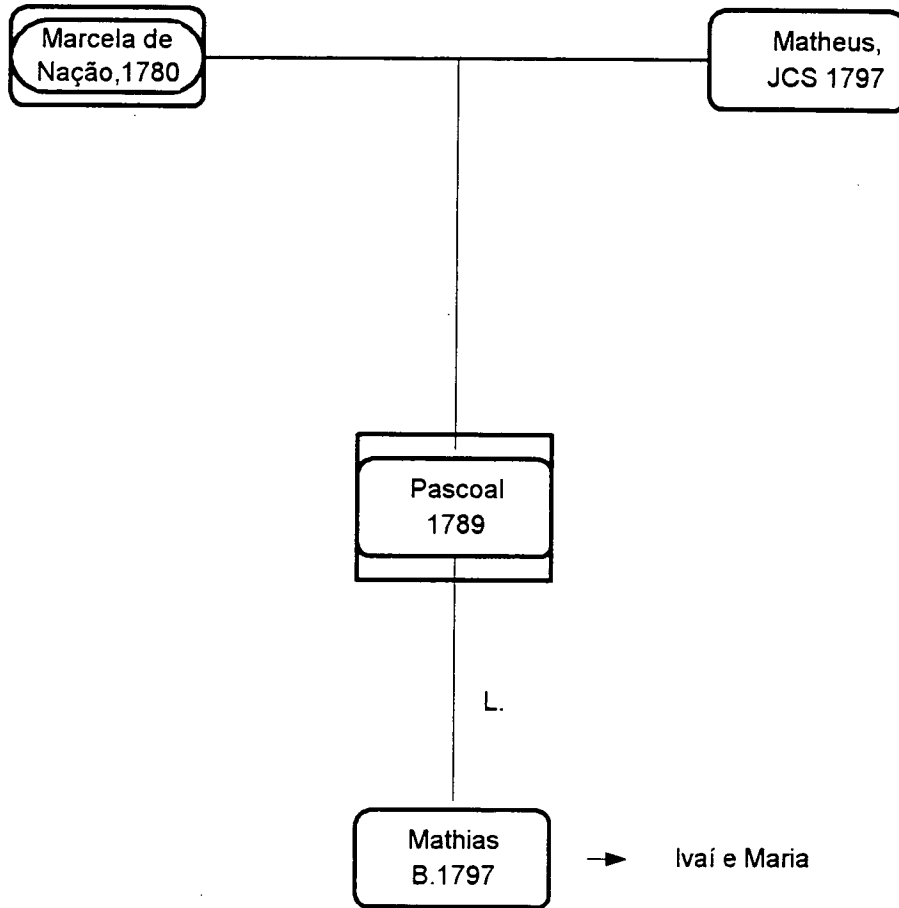 Marcela de
Nação,1780
Matheus,
JCS 1797
Pascoal
1789
L.
Mathias
B.1797
Ivaí e Maria